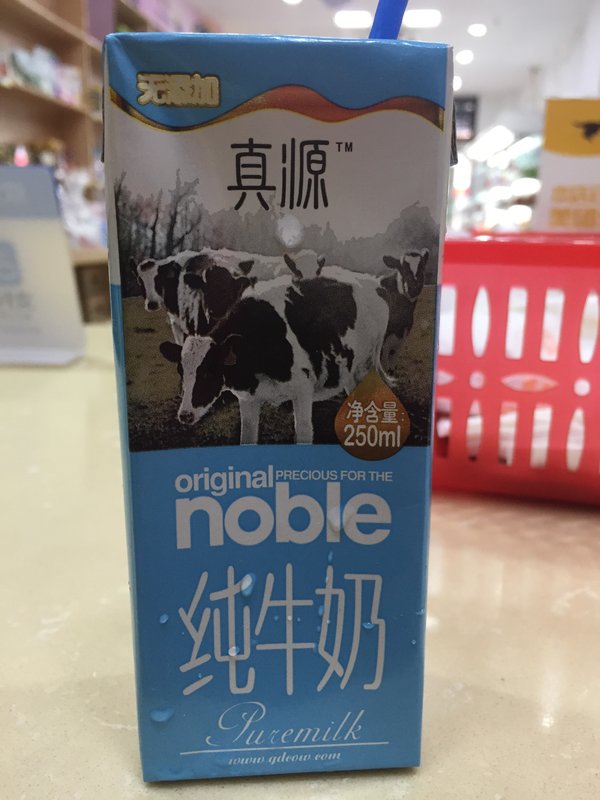 无添加
真源™
净含量:
250ml
original PRECIOUS FOR THE
noble
纯牛奶
Puremilk
www.gdcow.com